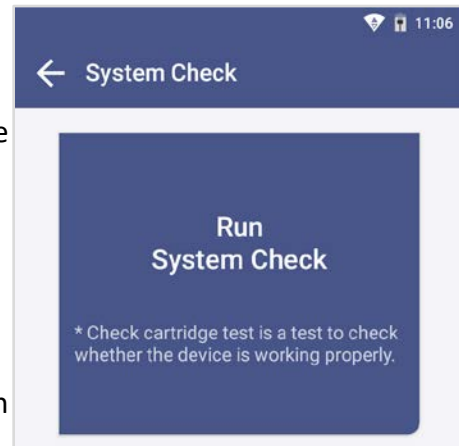 11:06
← System Check
e
Run
System Check
* Check cartridge test is a test to check
whether the device is working properly.
n